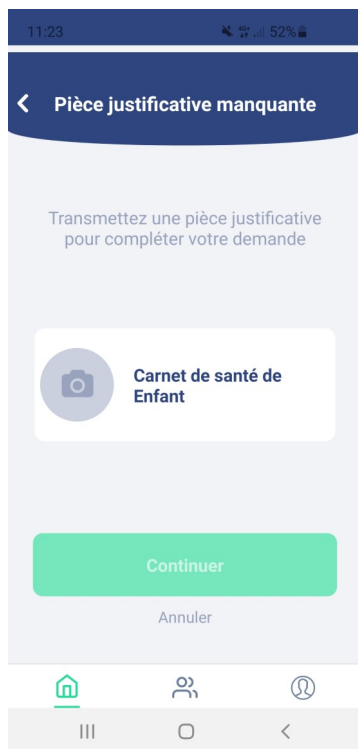 11:23 52%
Pièce justificative manquante
Transmettez une pièce justificative
pour compléter votre demande
Carnet de santé de
Enfant
Continuer
Annuler